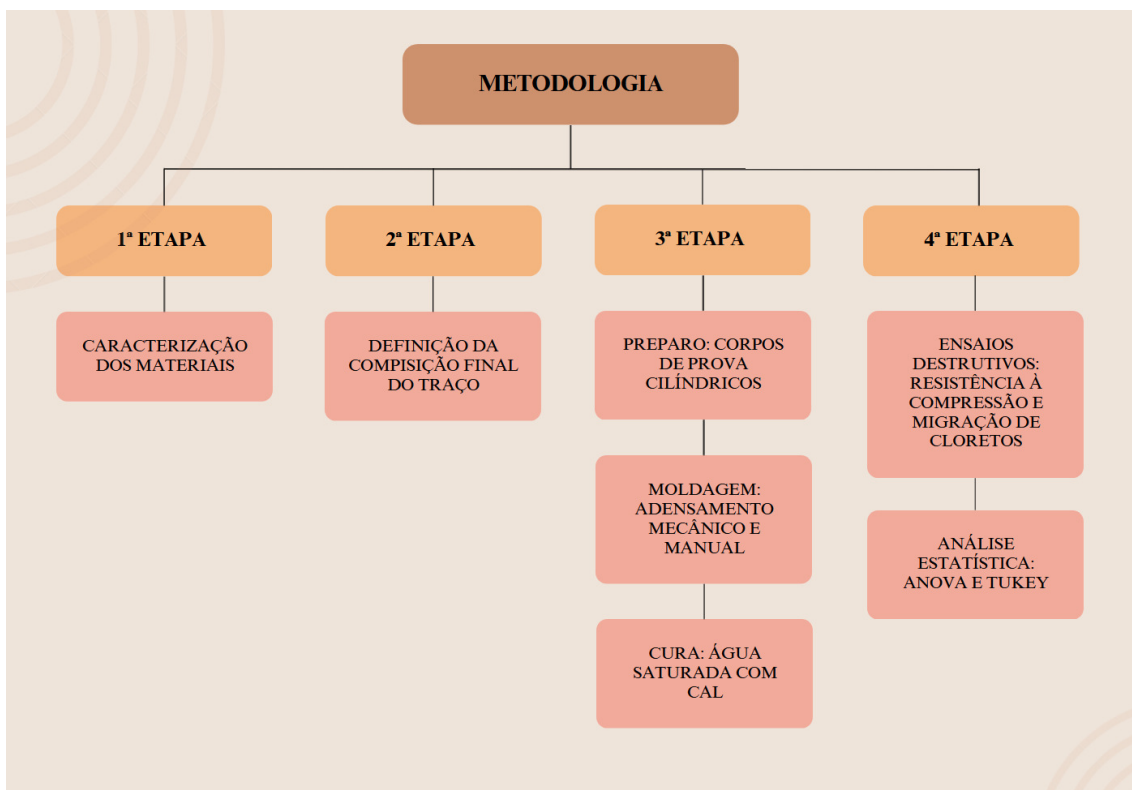 METODOLOGIA
1ª ETAPA
CARACTERIZAÇÃO
DOS MATERIAIS
2ª ETAPA
DEFINIÇÃO DA
COMPISIÇÃO FINAL
DO TRAÇO
3ª ETAPA
PREPARO: CORPOS
DE PROVA
CILÍNDRICOS
MOLDAGEM:
ADENSAMENTO
MECÂNICO E
MANUAL
CURA: ÁGUA
SATURADA COM
CAL
4ª ETAPA
ENSAIOS
DESTRUTIVOS:
RESISTÊNCIA À
COMPRESSÃO E
MIGRAÇÃO DE
CLORETOS
ANÁLISE
ESTATÍSTICA:
ANOVA E TUKEY